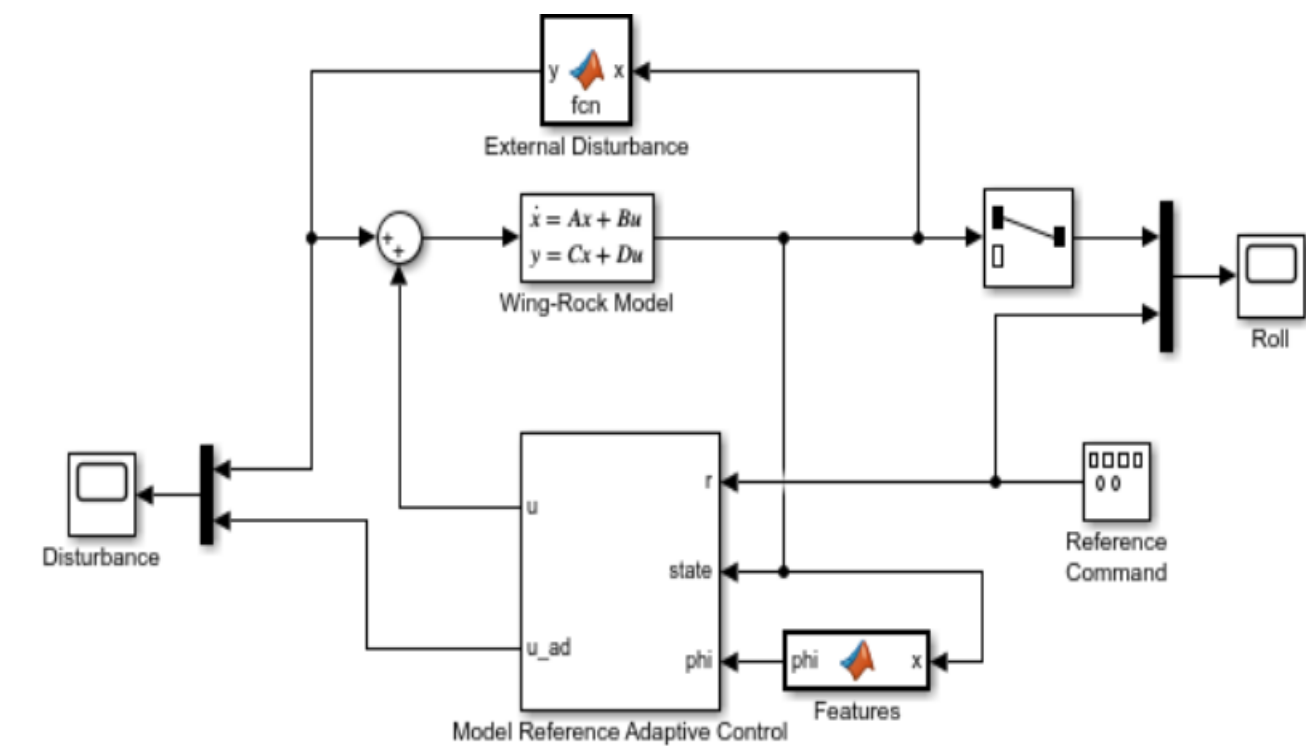 y x
fcn
External Disturbance
+
+
ẋ = Ax + Bu
y = Cx + Du
Wing-Rock Model
Roll
r
u
Reference
Command
Disturbance
state
u_ad
phi
phi x
Features
Model Reference Adaptive Control